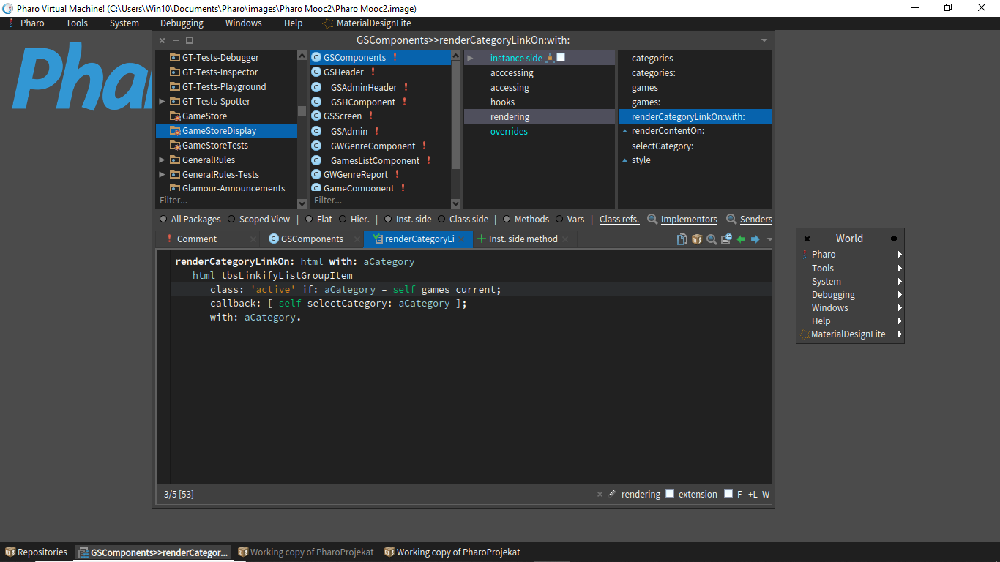 Pharo Virtual Machine! (C:\Users\Win10\Documents\Pharo\images\Pharo Mooc2\Pharo Mooc2.image)
Pharo Tools System Debugging Windows Help MaterialDesignLite
Phar
GSComponents>>renderCategoryLinkOn:with:
GT-Tests-Debugger
GT-Tests-Inspector
GT-Tests-Playground
GT-Tests-Spotter
GameStore
GameStoreDisplay
GameStoreTests
GeneralRules
GeneralRules-Tests
Glamour-Announcements
Filter...
GSComponents
GSHeader
GSAdminHeader
GSHComponent
GSScreen
GSAdmin
GWGenreComponent
GamesListComponent
GWGenreReport
GameComponent
Filter...
instance side
acccessing
accessing
hooks
rendering
overrides
categories
categories:
games
games:
renderCategoryLinkOn:with:
renderContentOn:
selectCategory:
style
All Packages Scoped View | Flat Hier. | Inst. side Class side | Methods Vars Class refs. Implementors Senders
Comment GSComponents renderCategoryLi Inst. side method
renderCategoryLinkOn: html with: aCategory
html tbsLinkifyListGroupItem
class: 'active' if: aCategory = self games current;
callback: [ self selectCategory: aCategory ];
with: aCategory.
3/5 [53] rendering extension F +L W
World
Pharo
Tools
System
Debugging
Windows
Help
MaterialDesignLite
Repositories GSComponents>>renderCategor... Working copy of PharoProjekat Working copy of PharoProjekat